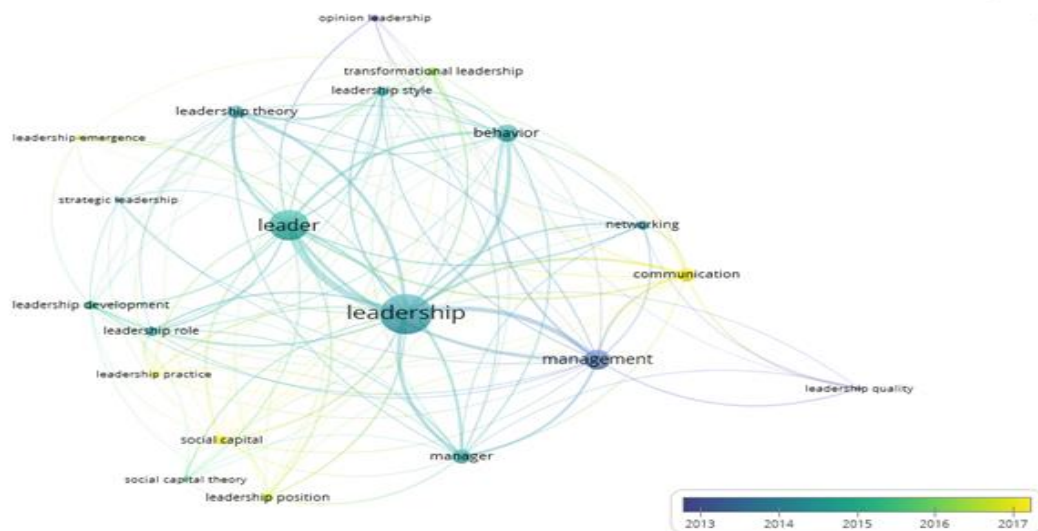 opinion leadership
transformational leadership
leadership style
leadership theory
behavior
leadership emergence
strategic leadership
leader
networking
communication
leadership development
leadership
leadership role
management
leadership practice
leadership quality
social capital
manager
social capital theory
leadership position
2013 2014 2015 2016 2017